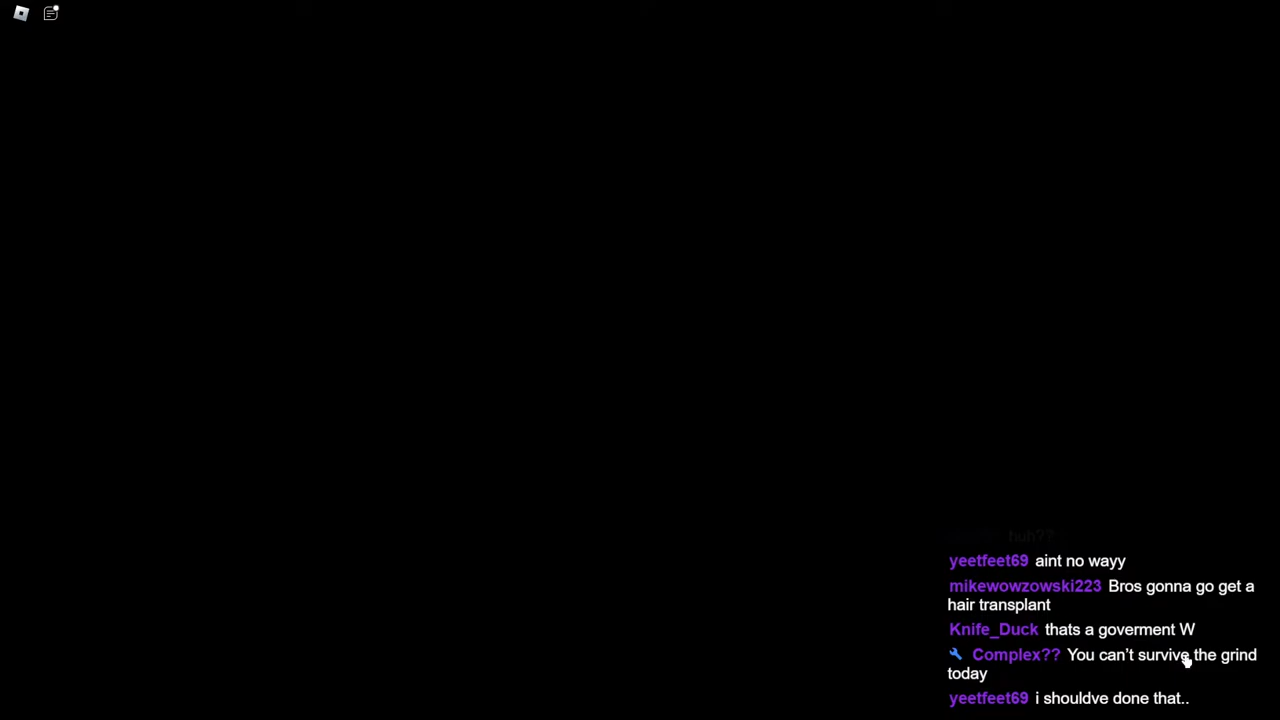 huh??
yeetfeet69 aint no wayy
mikewowzowski223 Bros gonna go get a
hair transplant
Knife_Duck thats a goverment W
Complex?? You can’t survive the grind
today
yeetfeet69 i shouldve done that..